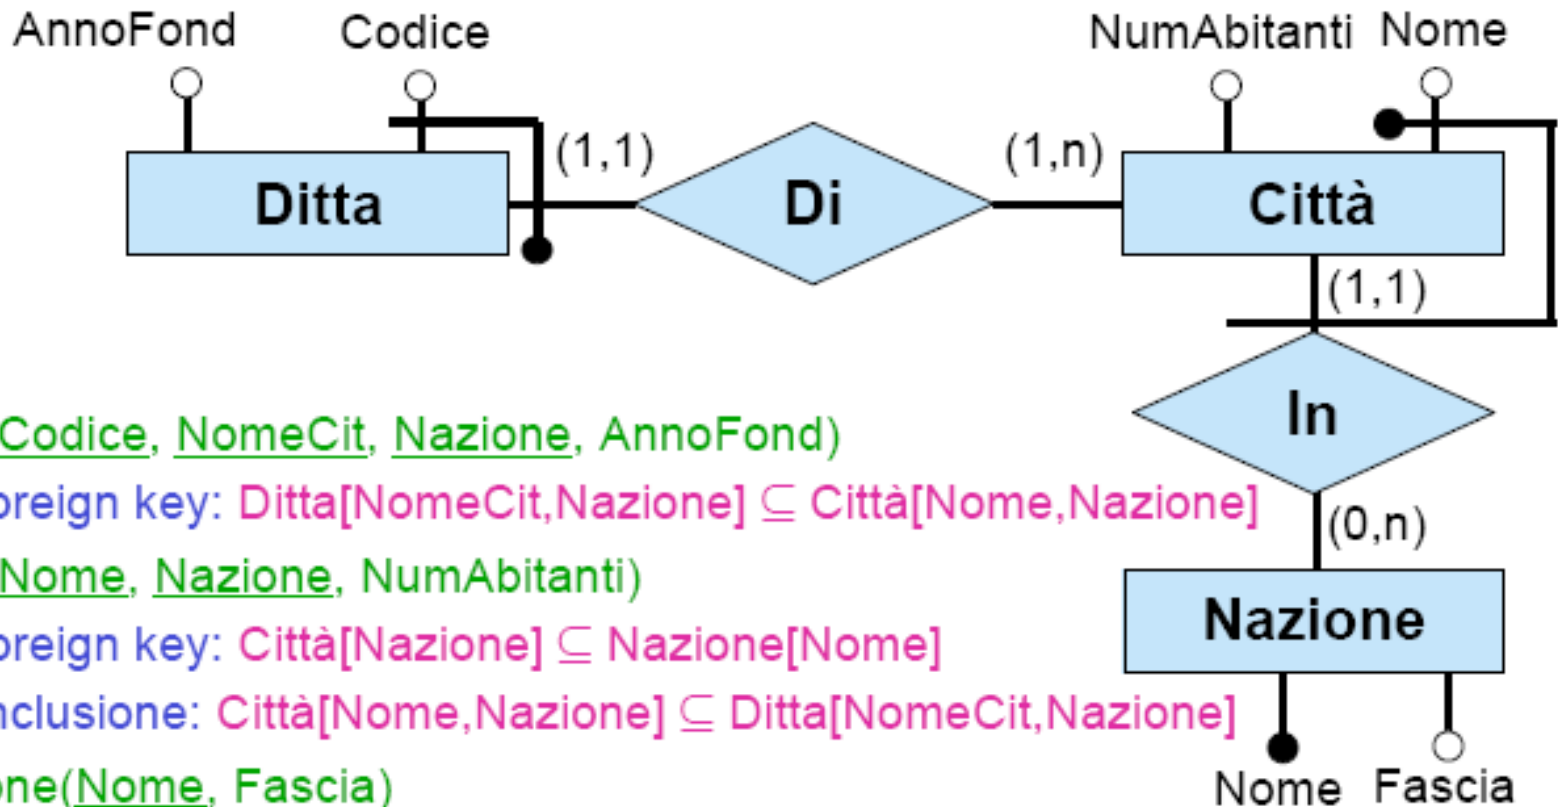 AnnoFond Codice NumAbitanti Nome
(1,1) (1,n)
Ditta Di Città
(1,1)
In
Codice, NomeCit, Nazione, AnnoFond)
oreign key: Ditta[NomeCit,Nazione] ⊆ Città[Nome,Nazione]
(0,n)
Nome, Nazione, NumAbitanti)
oreign key: Città[Nazione] ⊆ Nazione[Nome]
Nazione
nclusione: Città[Nome,Nazione] ⊆ Ditta[NomeCit,Nazione]
one(Nome, Fascia)
Nome Fascia